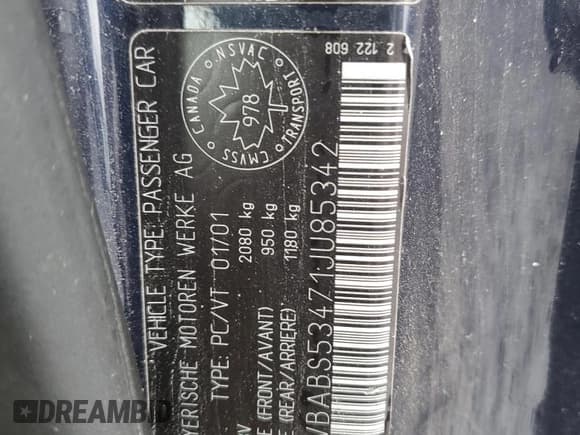 2 122 608
CANADA NSVAC TRANSPORT CMVSS
978
VEHICLE TYPE: PASSENGER CAR
YERISCHE MOTOREN WERKE AG
TYPE: PC/VT 01/01
2080 kg
(FRONT/AVANT) 950 kg
(REAR/ARRIERE) 1180 kg
BABS53471JU85342
DREAMBID